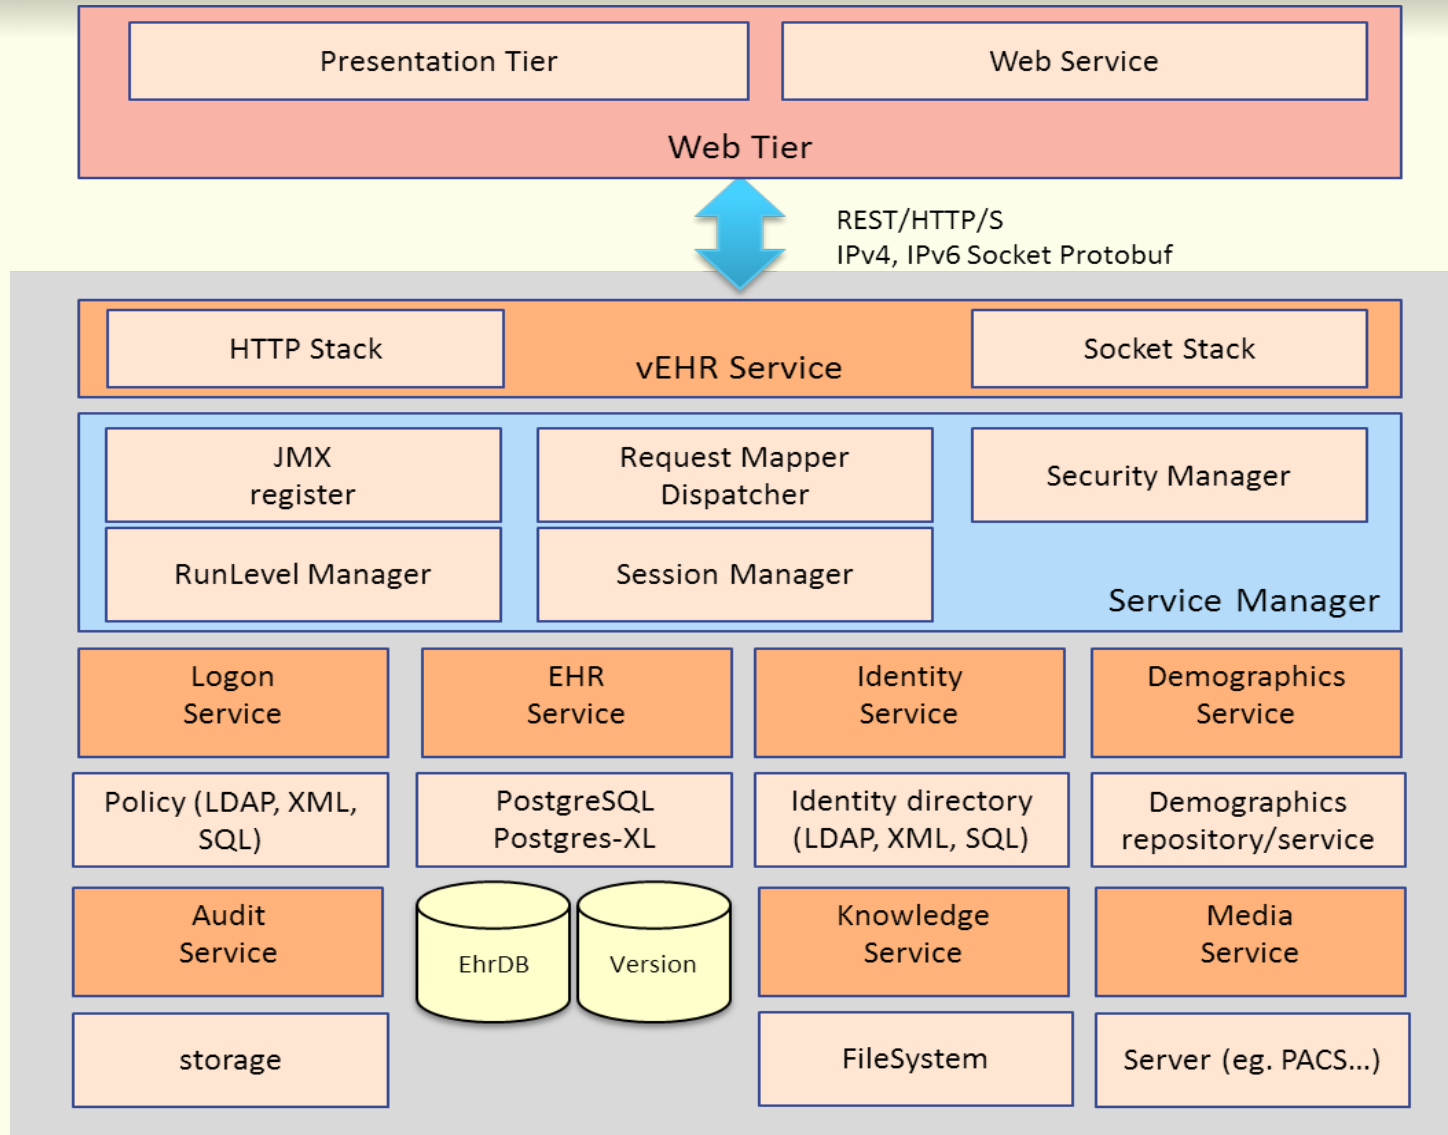 Presentation Tier
Web Service
Web Tier
REST/HTTP/S
IPv4, IPv6 Socket Protobuf
HTTP Stack
vEHR Service
Socket Stack
JMX
register
Request Mapper
Dispatcher
Security Manager
RunLevel Manager
Session Manager
Service Manager
Logon
Service
EHR
Service
Identity
Service
Demographics
Service
Policy (LDAP, XML,
SQL)
PostgreSQL
Postgres-XL
Identity directory
(LDAP, XML, SQL)
Demographics
repository/service
Audit
Service
EhrDB
Version
Knowledge
Service
Media
Service
storage
FileSystem
Server (eg. PACS...)